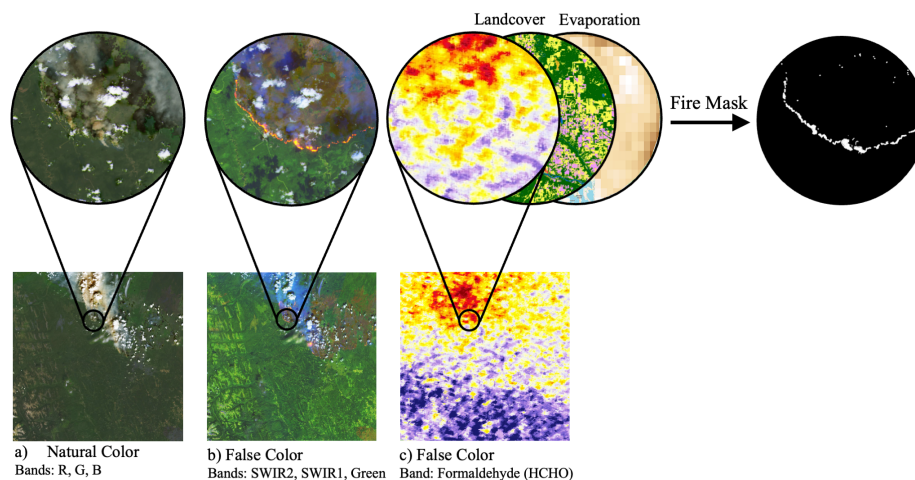 Landcover Evaporation
Fire Mask
a) Natural Color
Bands: R, G, B
b) False Color
Bands: SWIR2, SWIR1, Green
c) False Color
Band: Formaldehyde (HCHO)